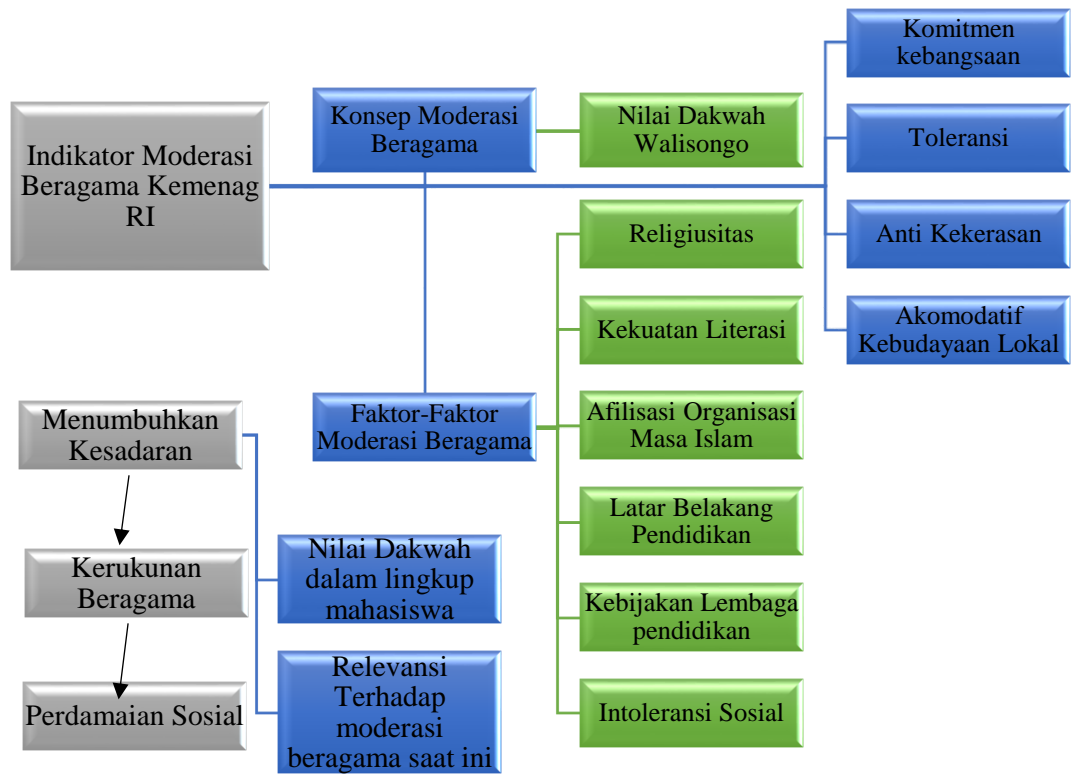 Indikator Moderasi
Beragama Kemenag
RI
Konsep Moderasi
Beragama
Nilai Dakwah
Walisongo
Komitmen
kebangsaan
Toleransi
Anti Kekerasan
Akomodatif
Kebudayaan Lokal
Faktor-Faktor
Moderasi Beragama
Religiusitas
Kekuatan Literasi
Afilisasi Organisasi
Masa Islam
Latar Belakang
Pendidikan
Kebijakan Lembaga
pendidikan
Intoleransi Sosial
Menumbuhkan
Kesadaran
Kerukunan
Beragama
Perdamaian Sosial
Nilai Dakwah
dalam lingkup
mahasiswa
Relevansi
Terhadap
moderasi
beragama saat ini